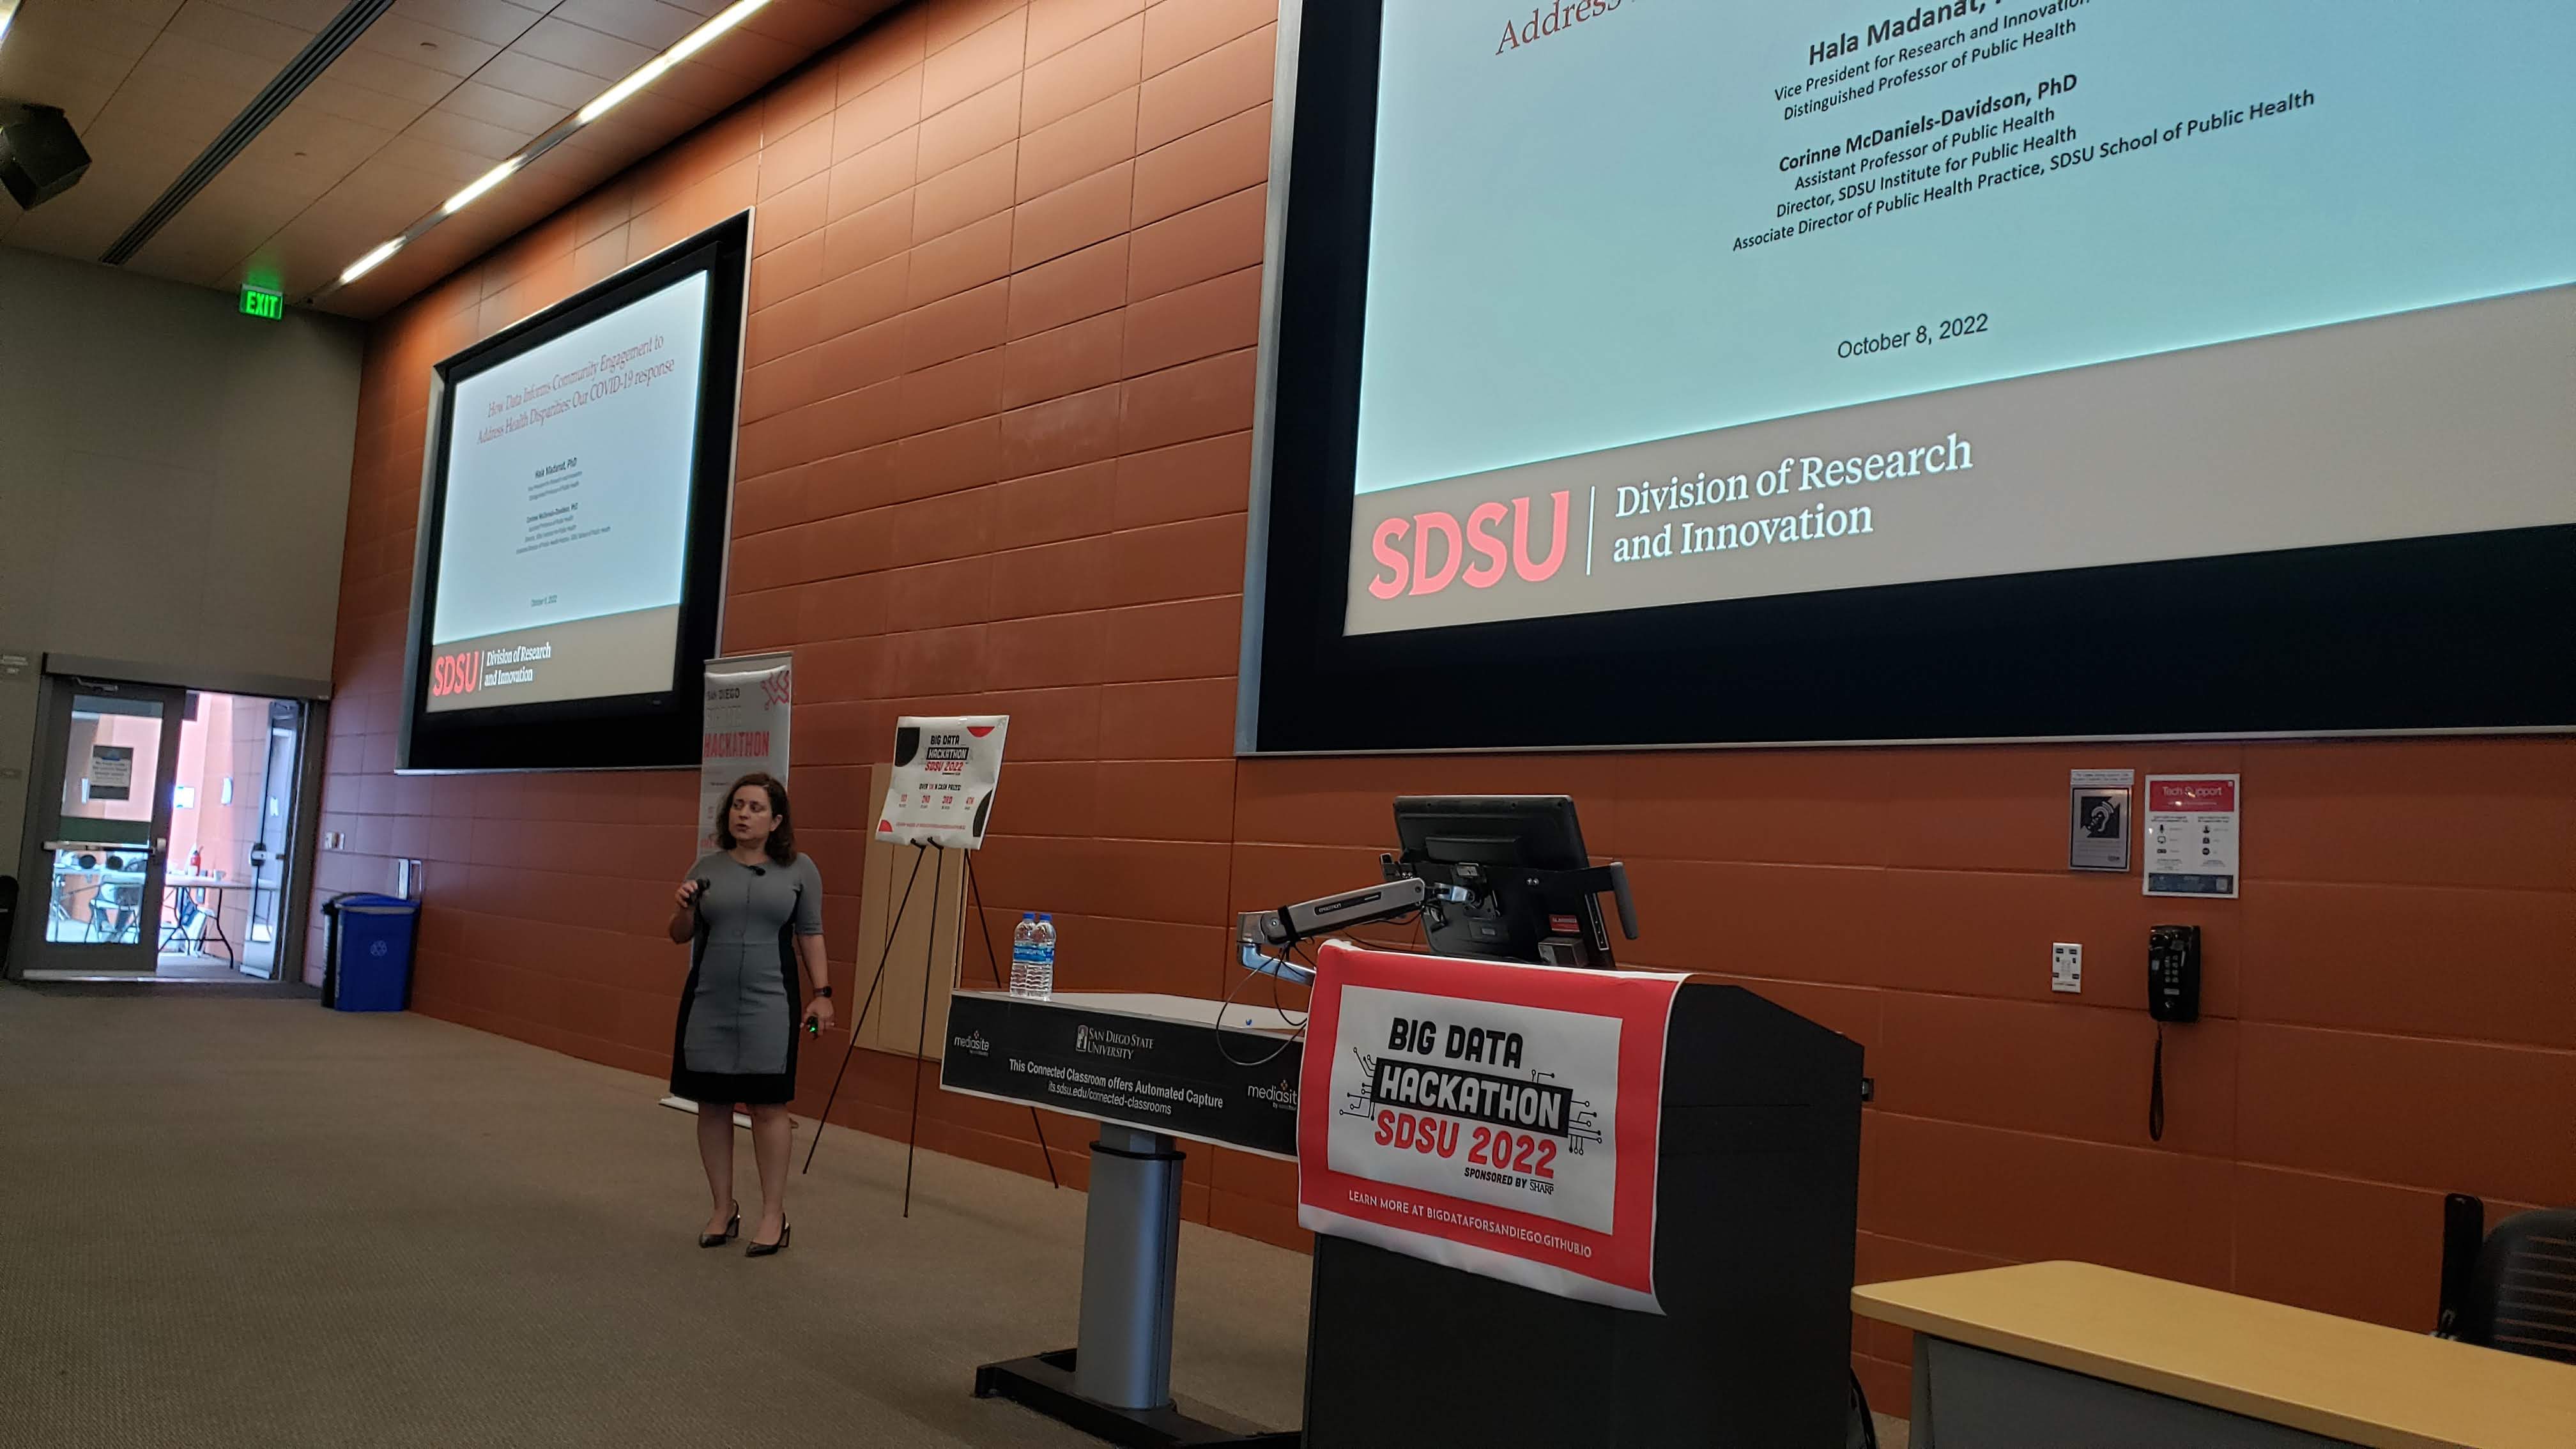 EXIT
How Data Informs Community Engagement to
Address Health Disparities: Our COVID-19 response
Hala Madanat, PhD
October 8, 2022
SDSU
Division of Research
and Innovation
Address
Hala Madanat,
Vice President for Research and Innovation
Distinguished Professor of Public Health
Corinne McDaniels-Davidson, PhD
Assistant Professor of Public Health
Director, SDSU Institute for Public Health
Associate Director of Public Health Practice, SDSU School of Public Health
October 8, 2022
SDSU
Division of Research
and Innovation
SAN DIEGO
HACKATHON
BIG DATA
HACKATHON
SDSU 2022
Tech Support
mediasite
SAN DIEGO STATE
UNIVERSITY
This Connected Classroom offers Automated Capture
its.sdsu.edu/connected-classrooms
mediasit
BIG DATA
HACKATHON
SDSU 2022
SPONSORED BY SHARP
LEARN MORE AT BIGDATAFORSANDIEGO.GITHUB.IO